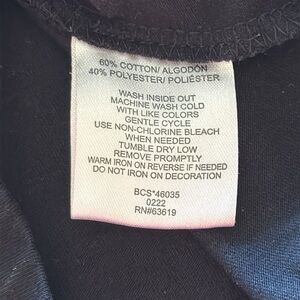 60% COTTON/ ALGODÓN
40% POLYESTER/ POLIÉSTER
WASH INSIDE OUT
MACHINE WASH COLD
WITH LIKE COLORS
GENTLE CYCLE
USE NON-CHLORINE BLEACH
WHEN NEEDED
TUMBLE DRY LOW
REMOVE PROMPTLY
WARM IRON ON REVERSE IF NEEDED
DO NOT IRON ON DECORATION
BCS*46035
0222
RN#63619